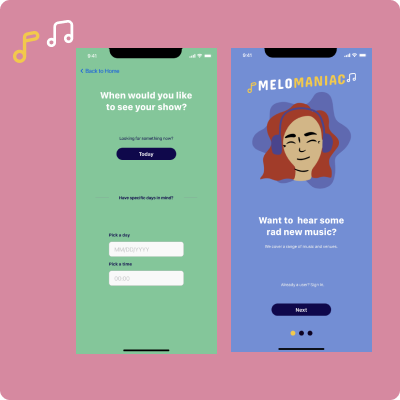 9:41
Back to Home
When would you like
to see your show?
Looking for something now?
Today
Have specific days in mind?
Pick a day
MM/DD/YYYY
Pick a time
00:00
9:41
MELOMANIAC
Want to hear some
rad new music?
We cover a range of music and venues.
Already a user? Sign In
Next